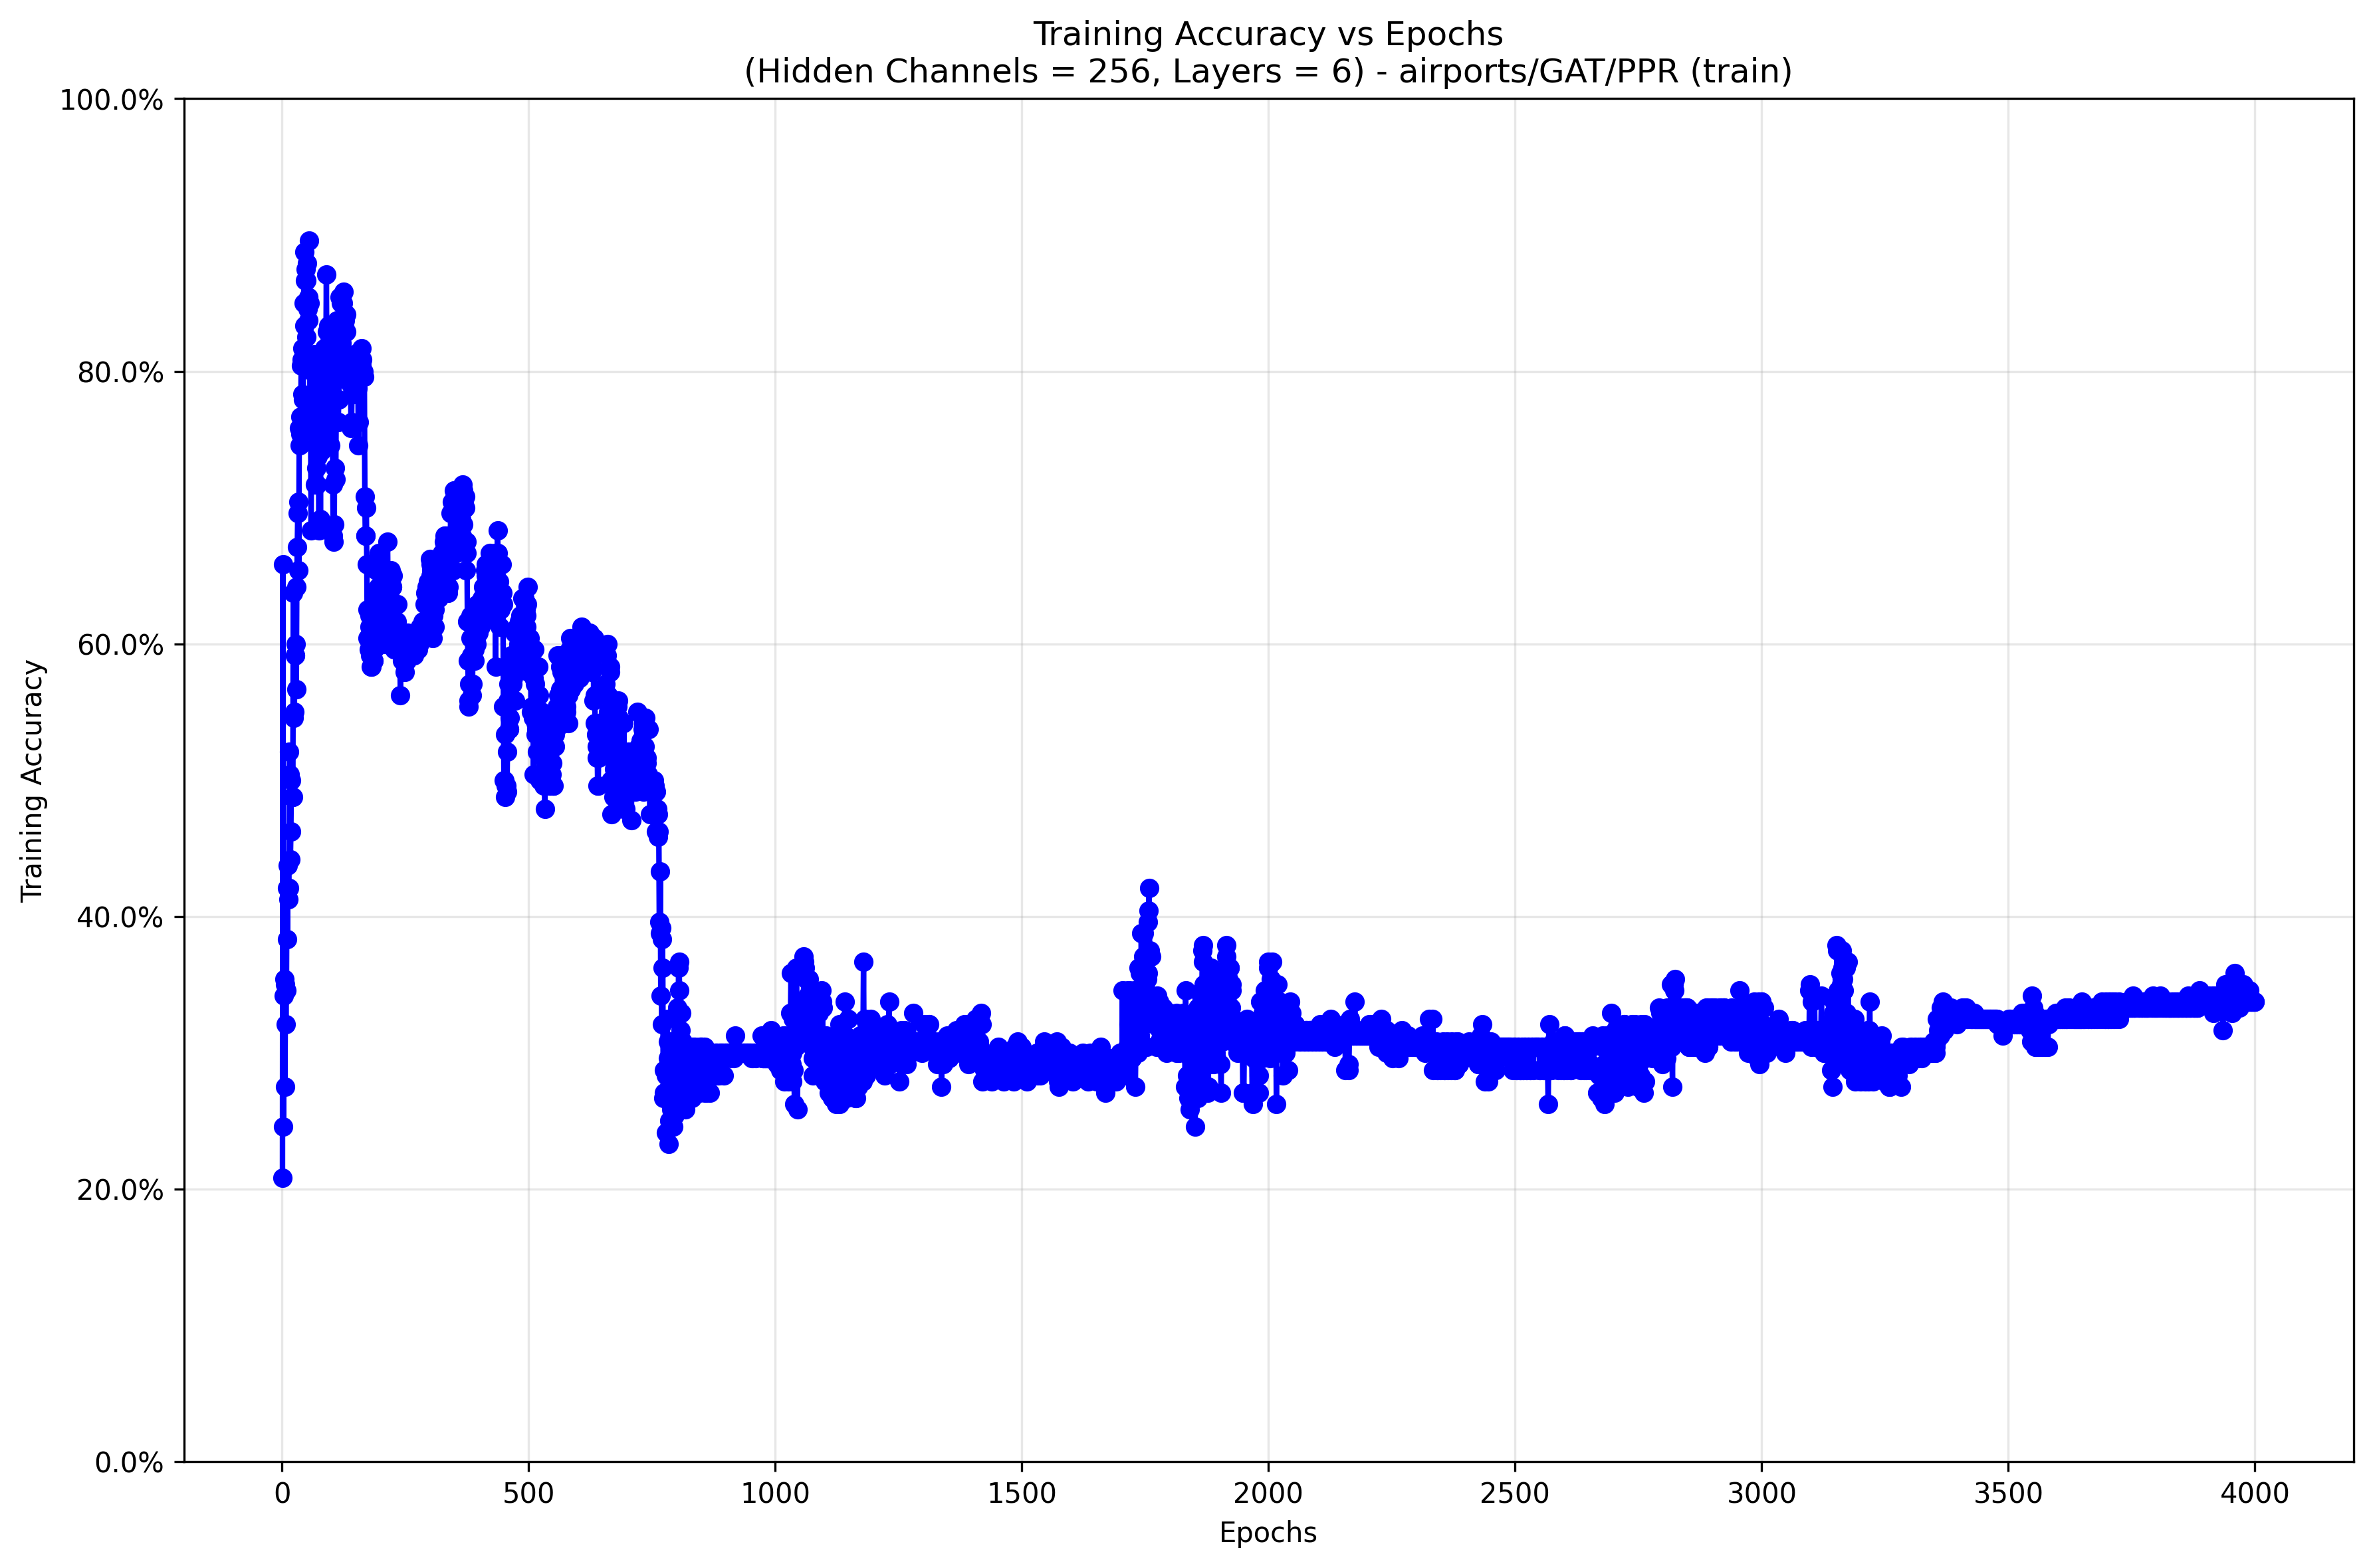 Training Accuracy vs Epochs
(Hidden Channels = 256, Layers = 6) - airports/GAT/PPR (train)
100.0%
80.0%
60.0%
40.0%
20.0%
0.0%
Training Accuracy
0 500 1000 1500 2000 2500 3000 3500 4000
Epochs